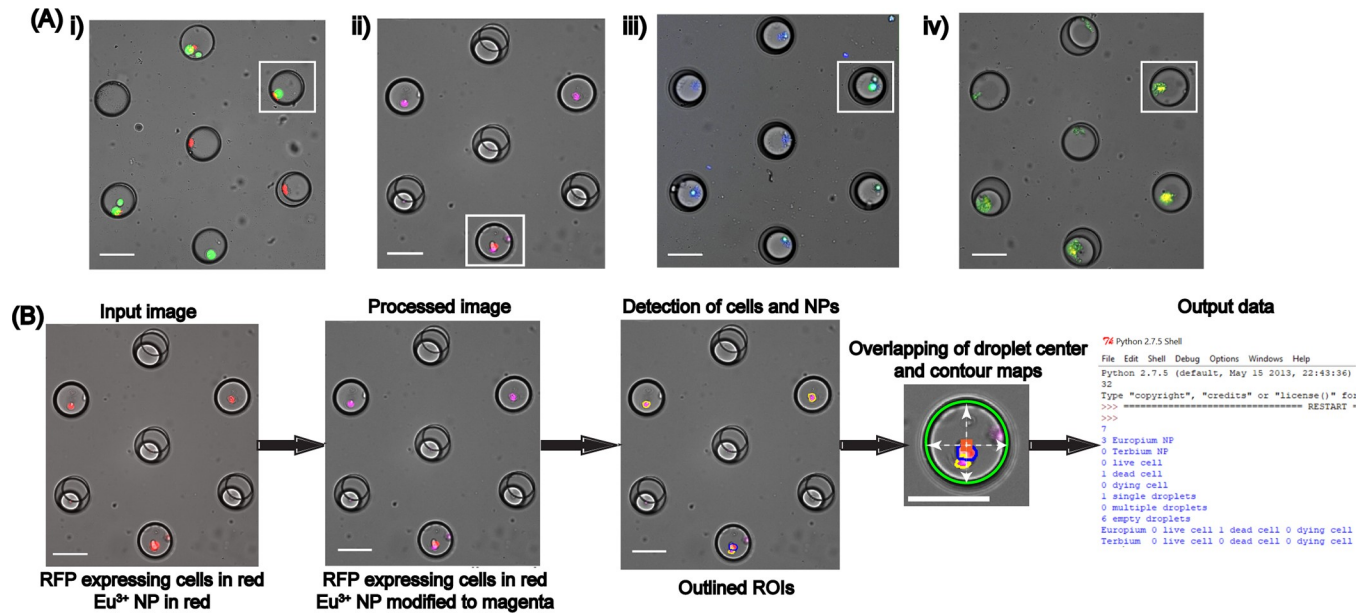 (A) i) ii) iii) iv)
(B) Input image
Processed image
Detection of cells and NPs
Overlapping of droplet center
and contour maps
Output data
RFP expressing cells in red
Eu³⁺ NP in red
RFP expressing cells in red
Eu³⁺ NP modified to magenta
Outlined ROIs
Python 2.7.5 Shell
File Edit Shell Debug Options Windows Help
Python 2.7.5 (default, May 15 2013, 22:43:36)
32
Type "copyright", "credits" or "license()" for
>>> ================================ RESTART =
>>>
7
3 Europium NP
0 Terbium NP
0 live cell
1 dead cell
0 dying cell
1 single droplets
0 multiple droplets
6 empty droplets
Europium 0 live cell 1 dead cell 0 dying cell
Terbium 0 live cell 0 dead cell 0 dying cell